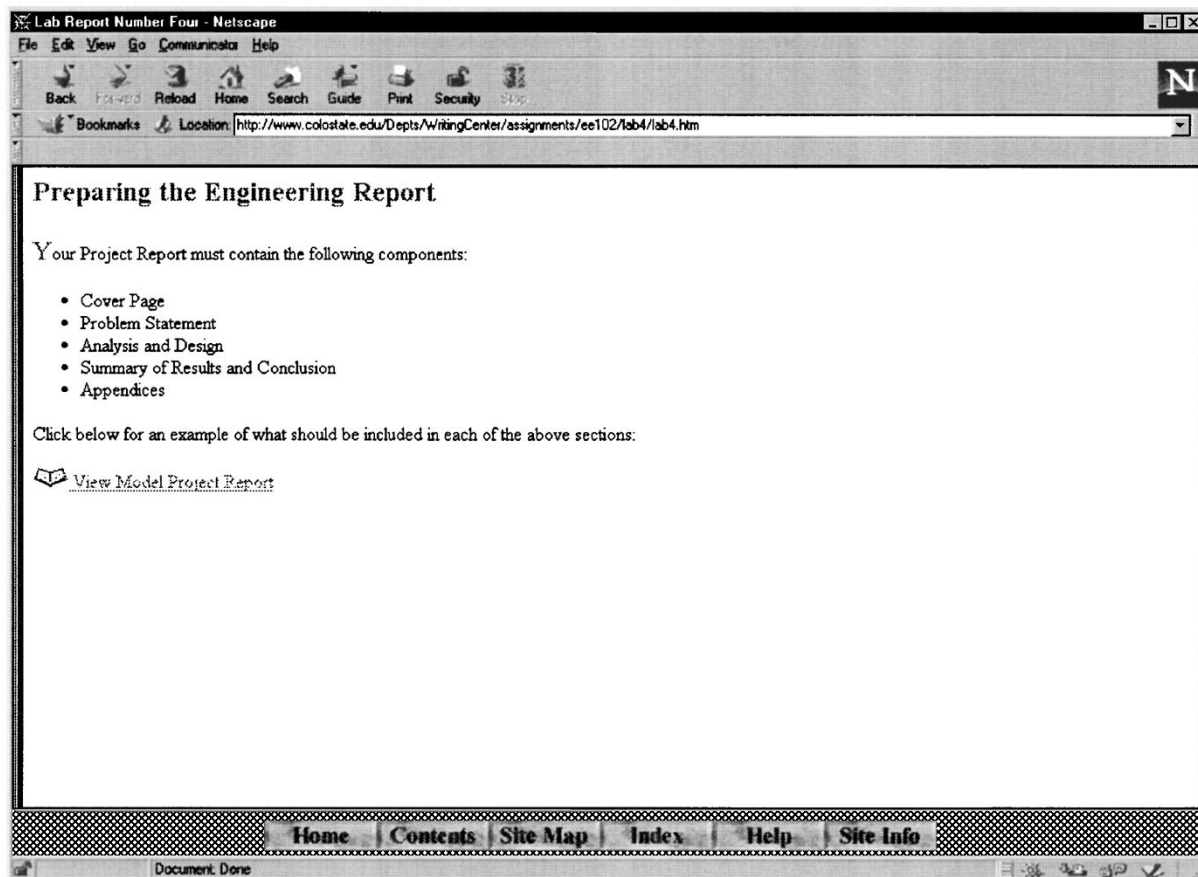 Lab Report Number Four - Netscape
File Edit View Go Communicator Help
Back Forward Reload Home Search Guide Print Security Stop
N
Bookmarks Location: http://www.colostate.edu/Depts/WritingCenter/assignments/ee102/lab4/lab4.htm
Preparing the Engineering Report
Your Project Report must contain the following components:
• Cover Page
• Problem Statement
• Analysis and Design
• Summary of Results and Conclusion
• Appendices
Click below for an example of what should be included in each of the above sections:
View Model Project Report
Home Contents Site Map Index Help Site Info
Document: Done